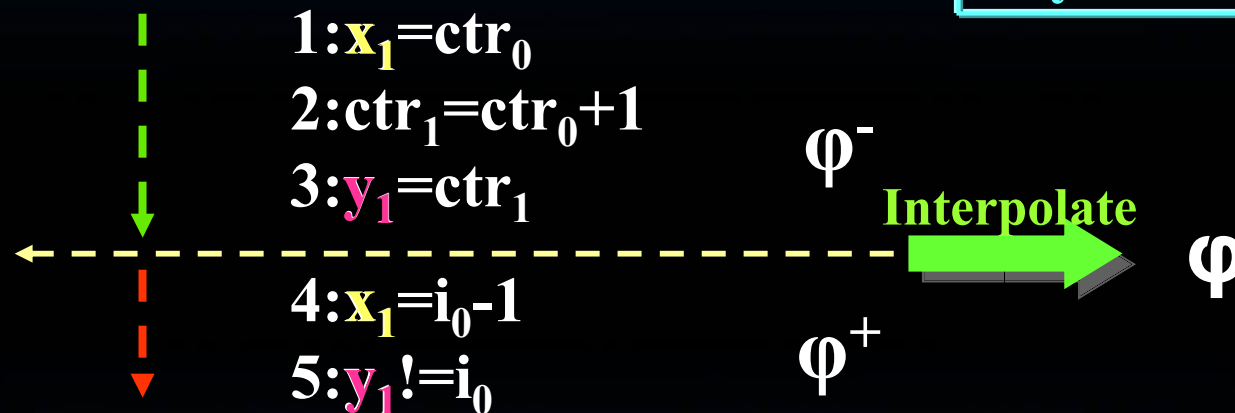 1:x₁=ctr₀
2:ctr₁=ctr₀+1
φ⁻
3:y₁=ctr₁
Interpolate
φ
4:x₁=i₀-1
φ⁺
5:y₁!=i₀